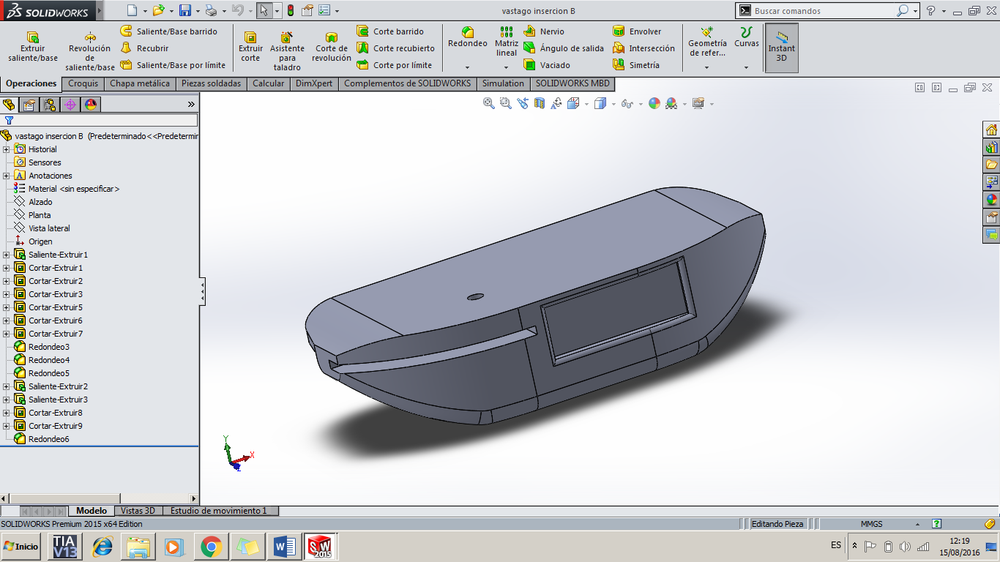 SOLIDWORKS
vastago insercion B
Buscar comandos
Extruir saliente/base
Revolución de saliente/base
Saliente/Base barrido
Recubrir
Saliente/Base por límite
Extruir corte
Asistente para taladro
Corte de revolución
Corte barrido
Corte recubierto
Corte por límite
Redondeo
Matriz lineal
Nervio
Ángulo de salida
Vaciado
Envolver
Intersección
Simetría
Geometría de refer...
Curvas
Instant 3D
Operaciones
Croquis
Chapa metálica
Piezas soldadas
Calcular
DimXpert
Complementos de SOLIDWORKS
Simulation
SOLIDWORKS MBD
vastago insercion B (Predeterminado<<Predetermin
Historial
Sensores
Anotaciones
Material <sin especificar>
Alzado
Planta
Vista lateral
Origen
Saliente-Extruir1
Cortar-Extruir1
Cortar-Extruir2
Cortar-Extruir3
Cortar-Extruir5
Cortar-Extruir6
Cortar-Extruir7
Redondeo3
Redondeo4
Redondeo5
Saliente-Extruir2
Saliente-Extruir3
Cortar-Extruir8
Cortar-Extruir9
Redondeo6
Y
X
Z
Modelo
Vistas 3D
Estudio de movimiento 1
SOLIDWORKS Premium 2015 x64 Edition
Editando Pieza
MMGS
Inicio
TIA V13
SW 2015
ES
12:19
15/08/2016